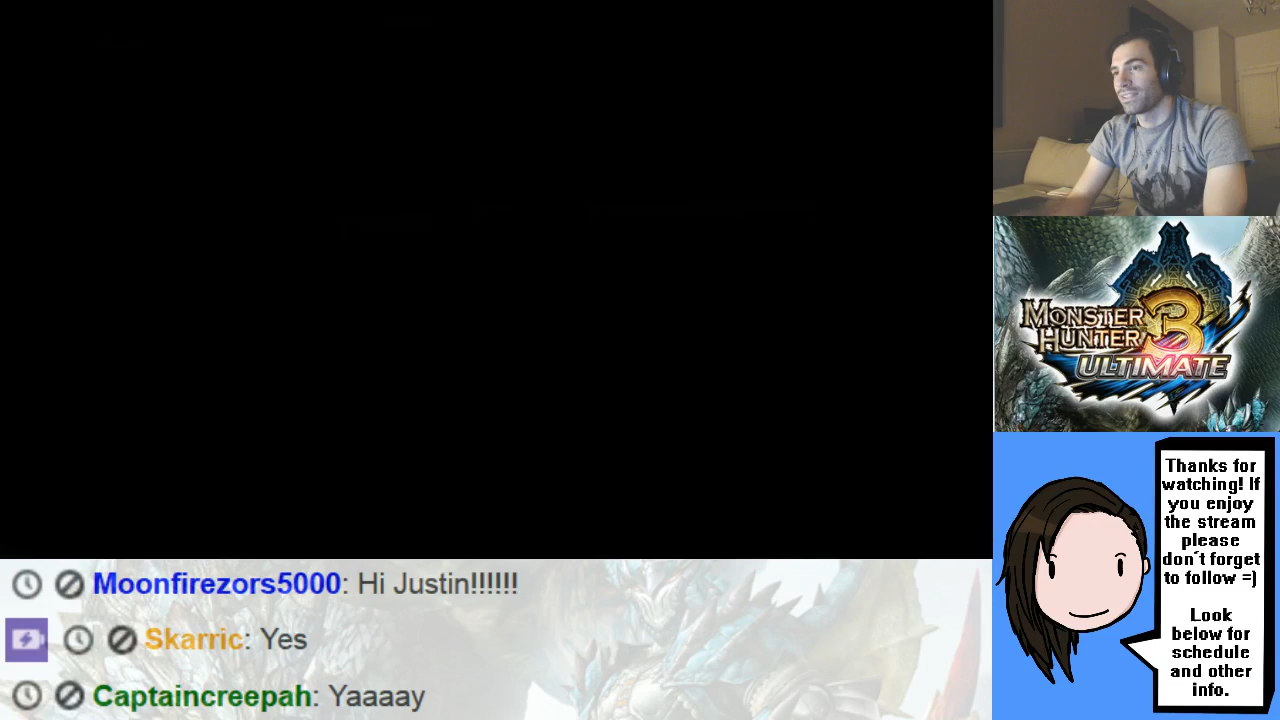 MONSTER
HUNTER
3
ULTIMATE
Thanks for
watching! If
you enjoy
the stream
please
don´t forget
to follow =)
Look
below for
schedule
and other
info.
Moonfirezors5000: Hi Justin!!!!!!
Skarric: Yes
Captaincreepah: Yaaaay